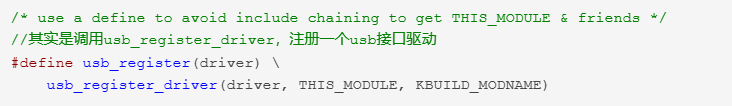 /* use a define to avoid include chaining to get THIS_MODULE & friends */
//其实是调用usb_register_driver, 注册一个usb接口驱动
#define usb_register(driver) \
    usb_register_driver(driver, THIS_MODULE, KBUILD_MODNAME)